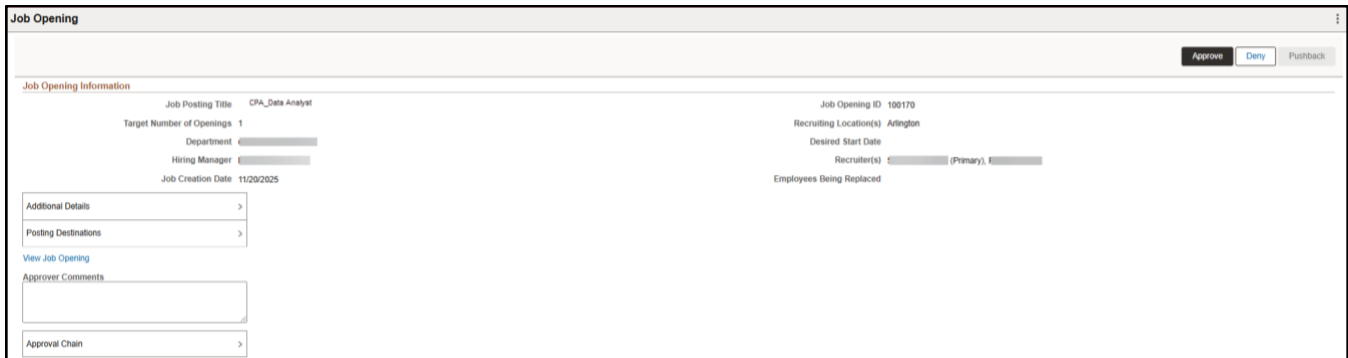 Job Opening
Approve Deny Pushback
Job Opening Information
Job Posting Title CPA_Data Analyst Job Opening ID 100170
Target Number of Openings 1 Recruiting Location(s) Arlington
Department Desired Start Date
Hiring Manager Recruiter(s) (Primary),
Job Creation Date 11/20/2025 Employees Being Replaced
Additional Details
Posting Destinations
View Job Opening
Approver Comments
Approval Chain